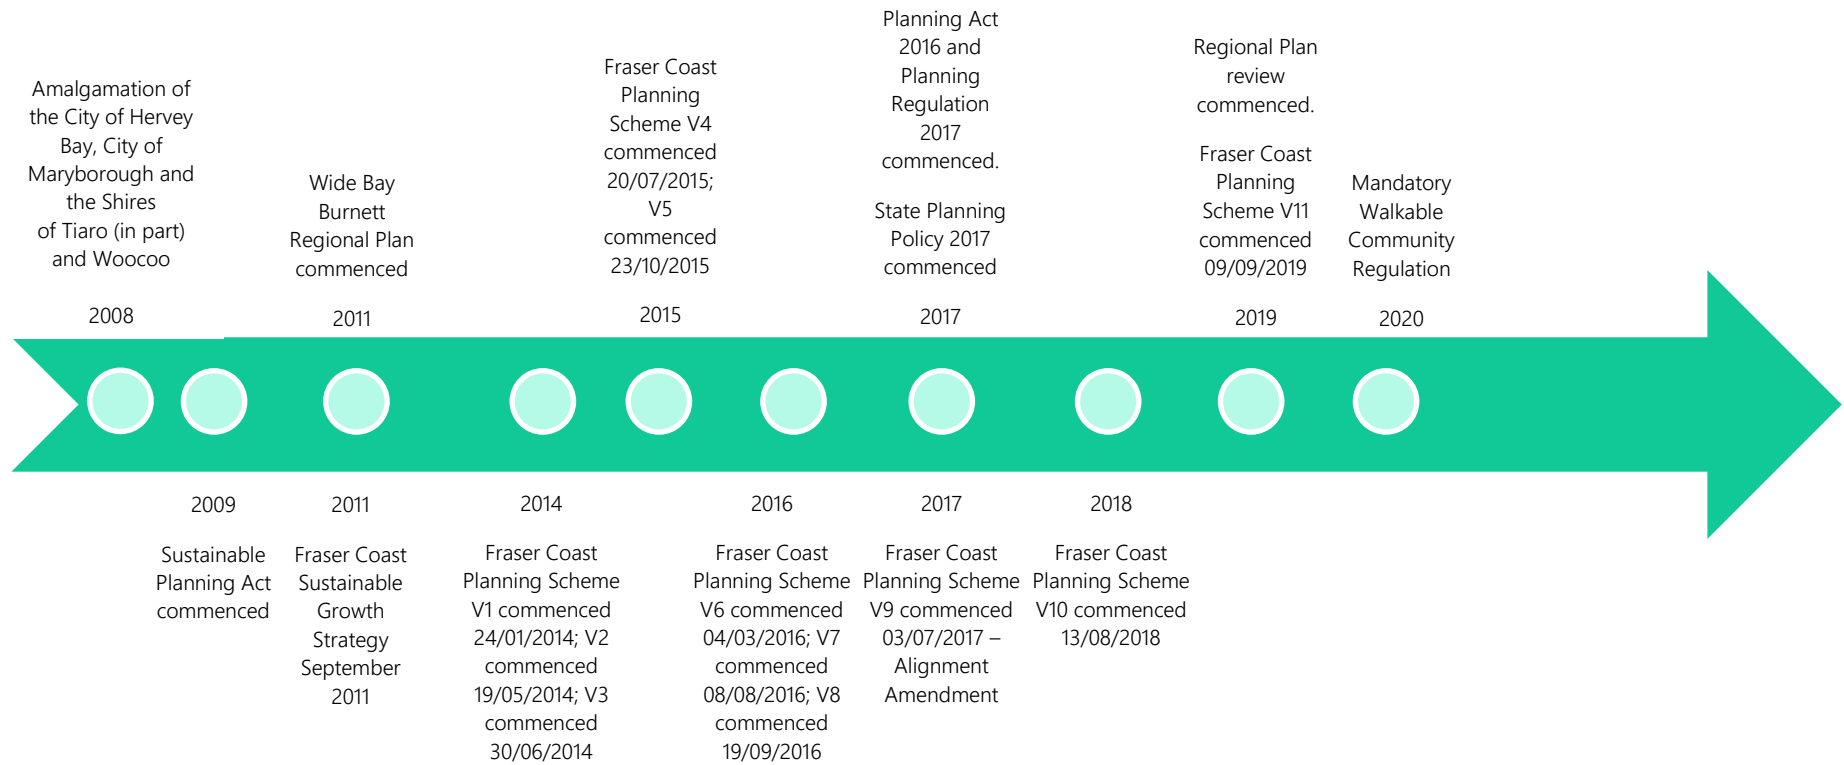 Amalgamation of
the City of Hervey
Bay, City of
Maryborough and
the Shires
of Tiaro (in part)
and Woocoo
2008
Wide Bay
Burnett
Regional Plan
commenced
2011
Fraser Coast
Planning
Scheme V4
commenced
20/07/2015;
V5
commenced
23/10/2015
2015
Planning Act
2016 and
Planning
Regulation
2017
commenced.
State Planning
Policy 2017
commenced
2017
Regional Plan
review
commenced.
Fraser Coast
Planning
Scheme V11
commenced
09/09/2019
2019
Mandatory
Walkable
Community
Regulation
2020
2009
Sustainable
Planning Act
commenced
2011
Fraser Coast
Sustainable
Growth
Strategy
September
2011
2014
Fraser Coast
Planning Scheme
V1 commenced
24/01/2014; V2
commenced
19/05/2014; V3
commenced
30/06/2014
2016
Fraser Coast
Planning Scheme
V6 commenced
04/03/2016; V7
commenced
08/08/2016; V8
commenced
19/09/2016
2017
Fraser Coast
Planning Scheme
V9 commenced
03/07/2017 –
Alignment
Amendment
2018
Fraser Coast
Planning Scheme
V10 commenced
13/08/2018